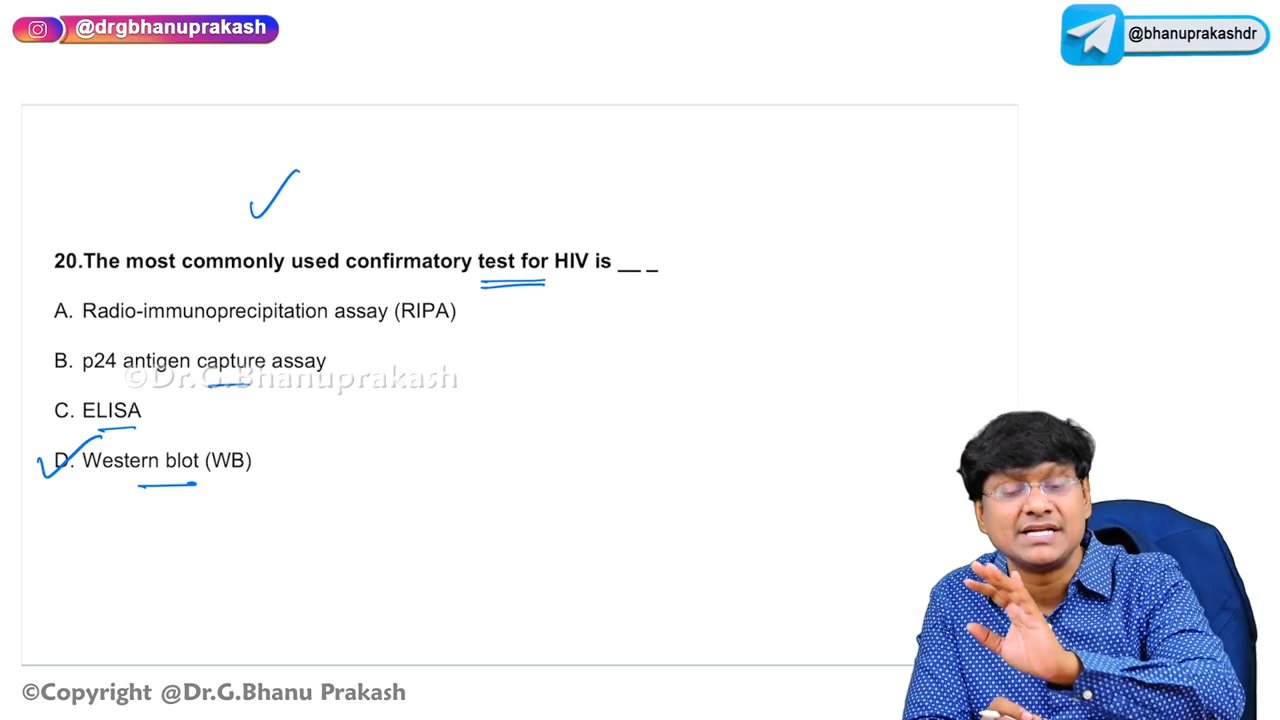 @drgbhanuprakash
@bhanuprakashdr
20.The most commonly used confirmatory test for HIV is __ _
A. Radio-immunoprecipitation assay (RIPA)
B. p24 antigen capture assay
©Dr.G.Bhanuprakash
C. ELISA
D. Western blot (WB)
©Copyright @Dr.G.Bhanu Prakash